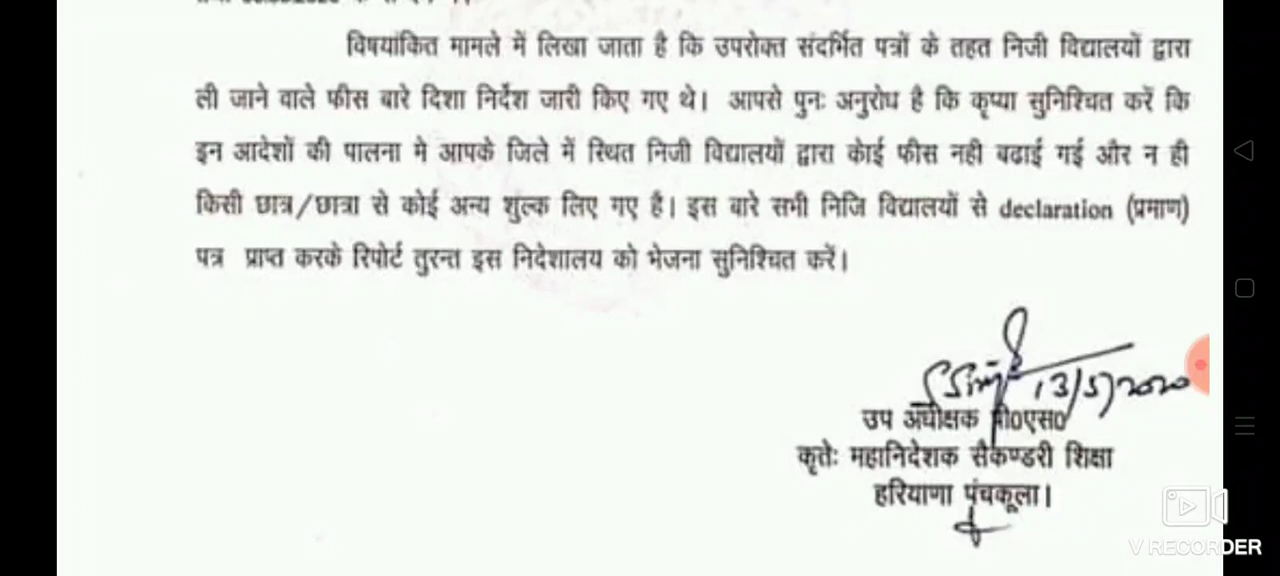 विषयांकित मामले में लिखा जाता है कि उपरोक्त संदर्भित पत्रों के तहत निजी विद्यालयों द्वारा
ली जाने वाले फीस बारे दिशा निर्देश जारी किए गए थे। आपसे पुनः अनुरोध है कि कृप्या सुनिश्चित करें कि
इन आदेशों की पालना मे आपके जिले में स्थित निजी विद्यालयों द्वारा केाई फीस नही बढाई गई और न ही
किसी छात्र/छात्रा से कोई अन्य शुल्क लिए गए है। इस बारे सभी निजि विद्यालयों से declaration (प्रमाण)
पत्र प्राप्त करके रिपोर्ट तुरन्त इस निदेशालय को भेजना सुनिश्चित करें।
13/5/2020
उप अधीक्षक पी0एस0
कृतेः महानिदेशक सैकण्डरी शिक्षा
हरियाणा पंचकूला।
V RECORDER